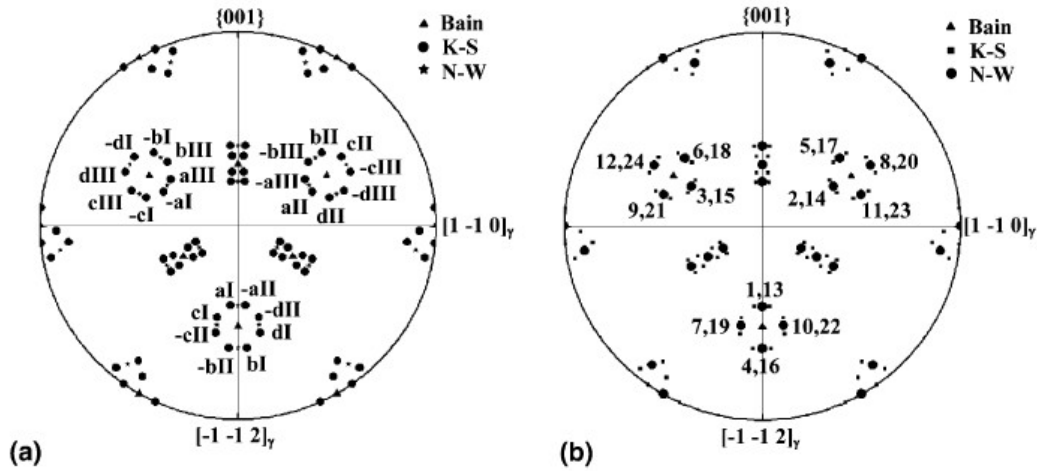 {001}
▲ Bain
● K-S
★ N-W
-bI
-dI
bIII
dIII
aIII
cIII
-aI
-cI
bII
cII
-bIII
-cIII
-aIII
-dIII
aII
dII
[1 -1 0]γ
aI -aII
cI
-dII
-cII
dI
-bII bI
[-1 -1 2]γ
(a)
{001}
▲ Bain
■ K-S
● N-W
6,18
5,17
12,24
8,20
3,15
2,14
9,21
11,23
[1 -1 0]γ
1,13
7,19
10,22
4,16
[-1 -1 2]γ
(b)